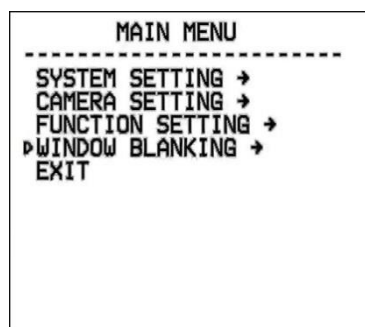 MAIN MENU
------------------------
SYSTEM SETTING →
CAMERA SETTING →
FUNCTION SETTING →
▷WINDOW BLANKING →
EXIT